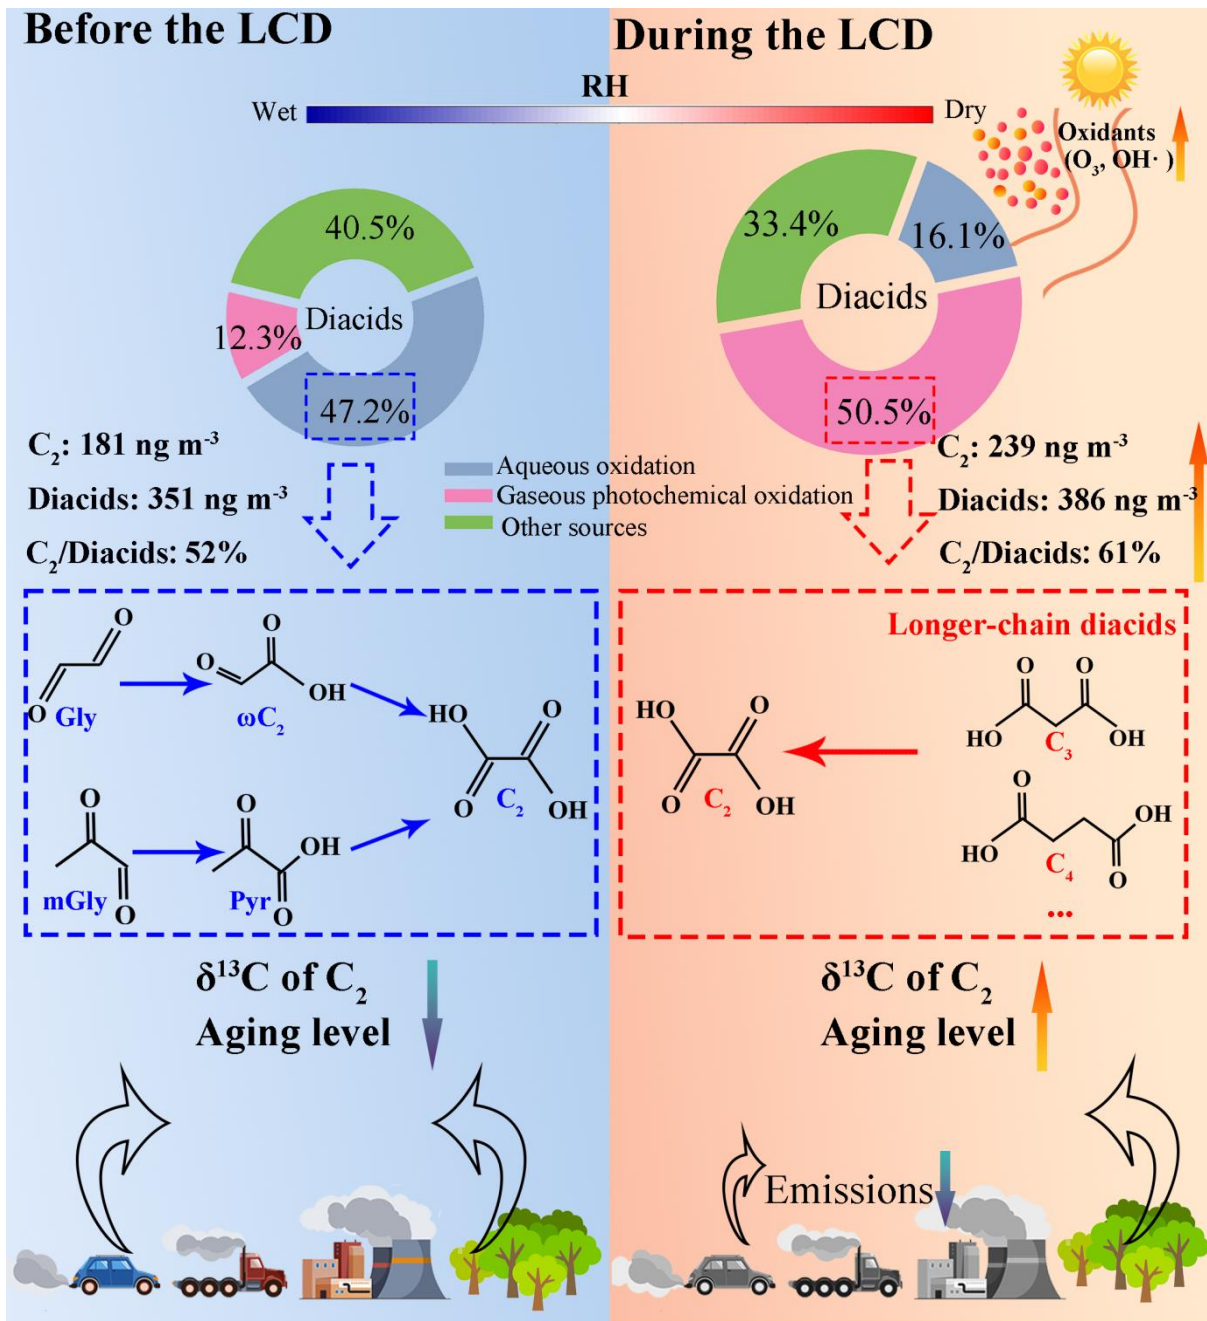 Before the LCD
During the LCD
RH
Wet
Dry
Oxidants
(O₃, OH· )
40.5%
12.3%
Diacids
47.2%
33.4%
16.1%
Diacids
50.5%
C₂: 181 ng m⁻³
Diacids: 351 ng m⁻³
C₂/Diacids: 52%
Aqueous oxidation
Gaseous photochemical oxidation
Other sources
C₂: 239 ng m⁻³
Diacids: 386 ng m⁻³
C₂/Diacids: 61%
O
O
Gly
O
O
OH
ωC₂
O
O
mGly
O
OH
O
Pyr
HO
O
O
OH
C₂
Longer-chain diacids
HO
O
O
OH
C₂
O
O
HO
OH
C₃
O
OH
HO
O
C₄
...
δ¹³C of C₂
Aging level
δ¹³C of C₂
Aging level
Emissions